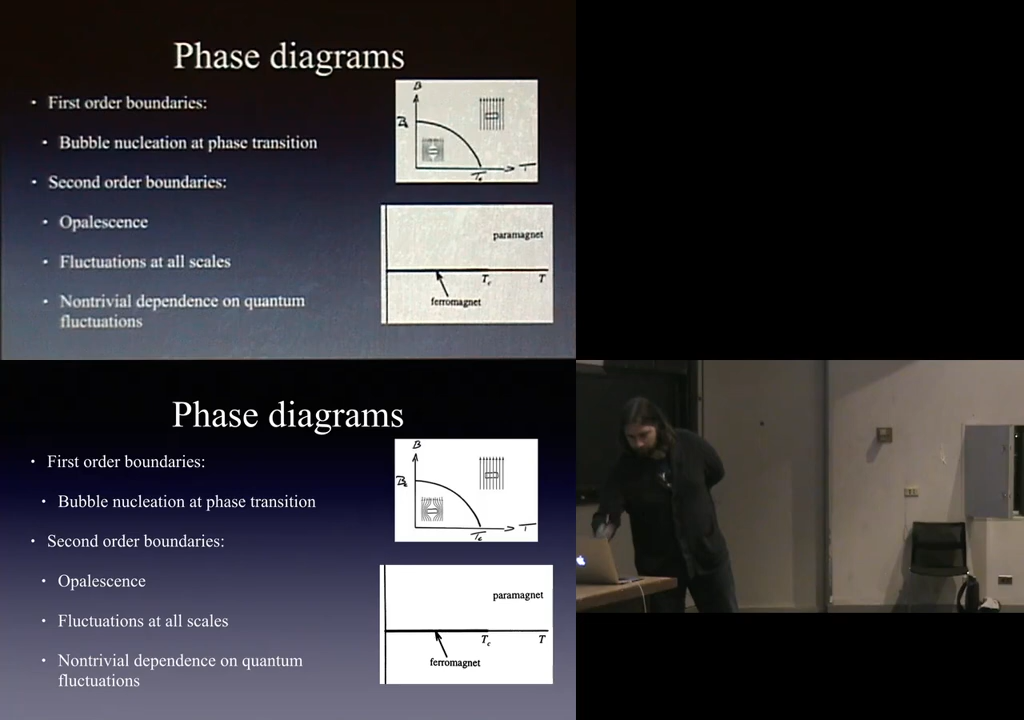 Phase diagrams
• First order boundaries:
• Bubble nucleation at phase transition
• Second order boundaries:
• Opalescence
• Fluctuations at all scales
• Nontrivial dependence on quantum
fluctuations
B
T
paramagnet
Tc
T
ferromagnet
Phase diagrams
• First order boundaries:
• Bubble nucleation at phase transition
• Second order boundaries:
• Opalescence
• Fluctuations at all scales
• Nontrivial dependence on quantum
fluctuations
B
T
paramagnet
Tc
T
ferromagnet